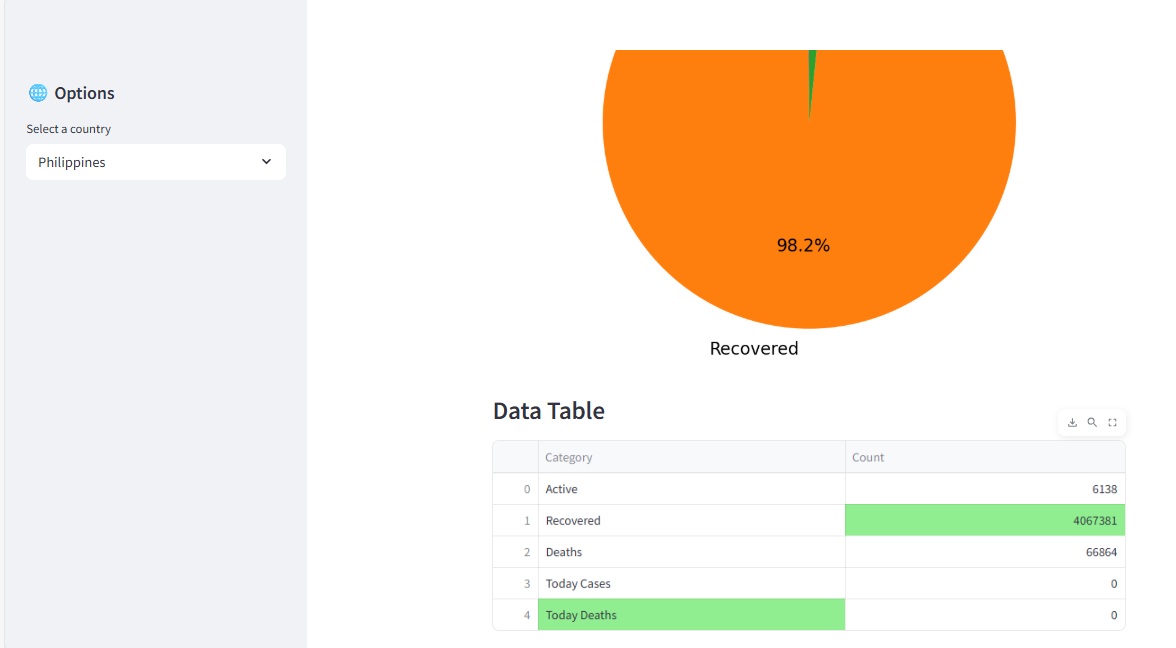 Options
Select a country
Philippines
98.2%
Recovered
Data Table
Category Count
0 Active 6138
1 Recovered 4067381
2 Deaths 66864
3 Today Cases 0
4 Today Deaths 0